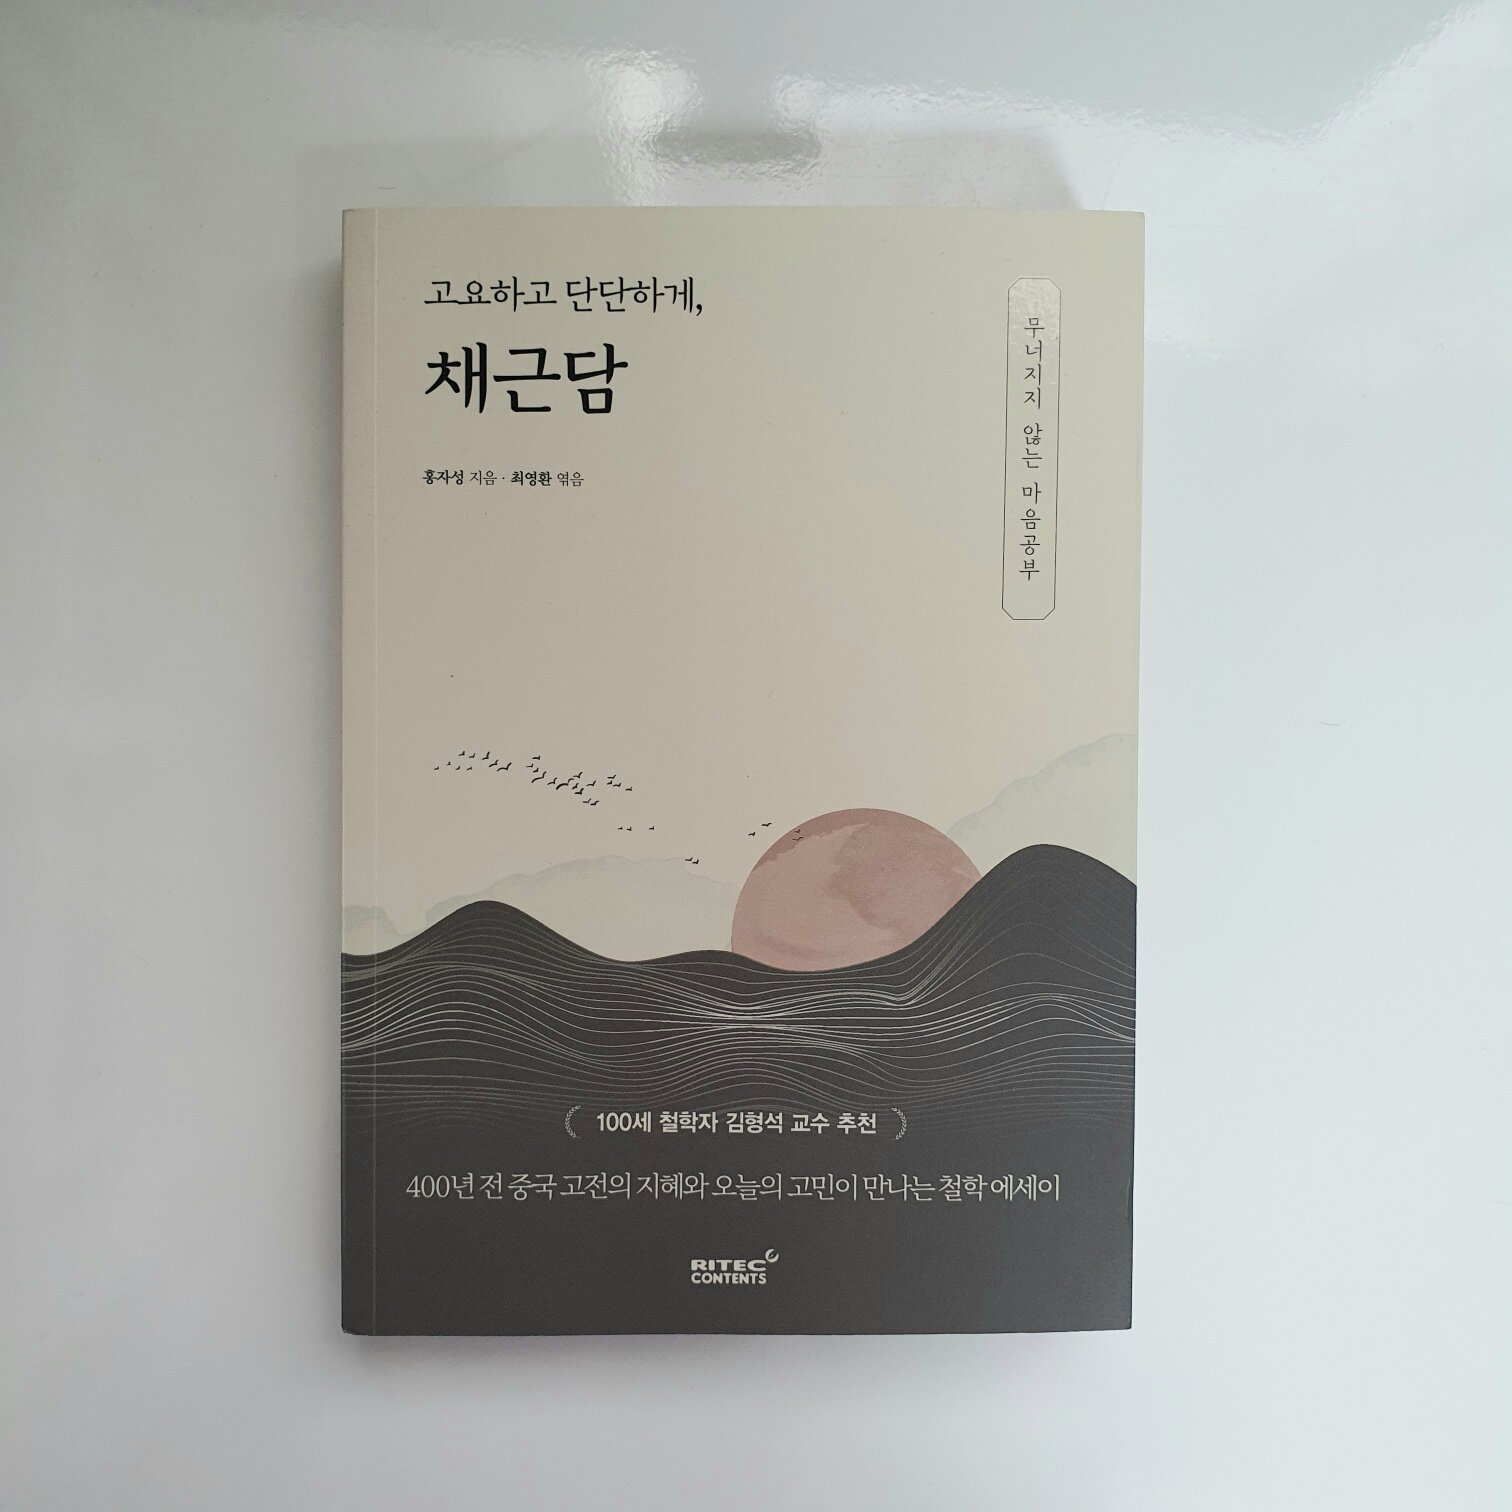 고요하고 단단하게,
채근담
홍자성 지음 · 최영환 엮음
무너지지 않는 마음공부
100세 철학자 김형석 교수 추천
400년 전 중국 고전의 지혜와 오늘의 고민이 만나는 철학 에세이
RITEC
CONTENTS